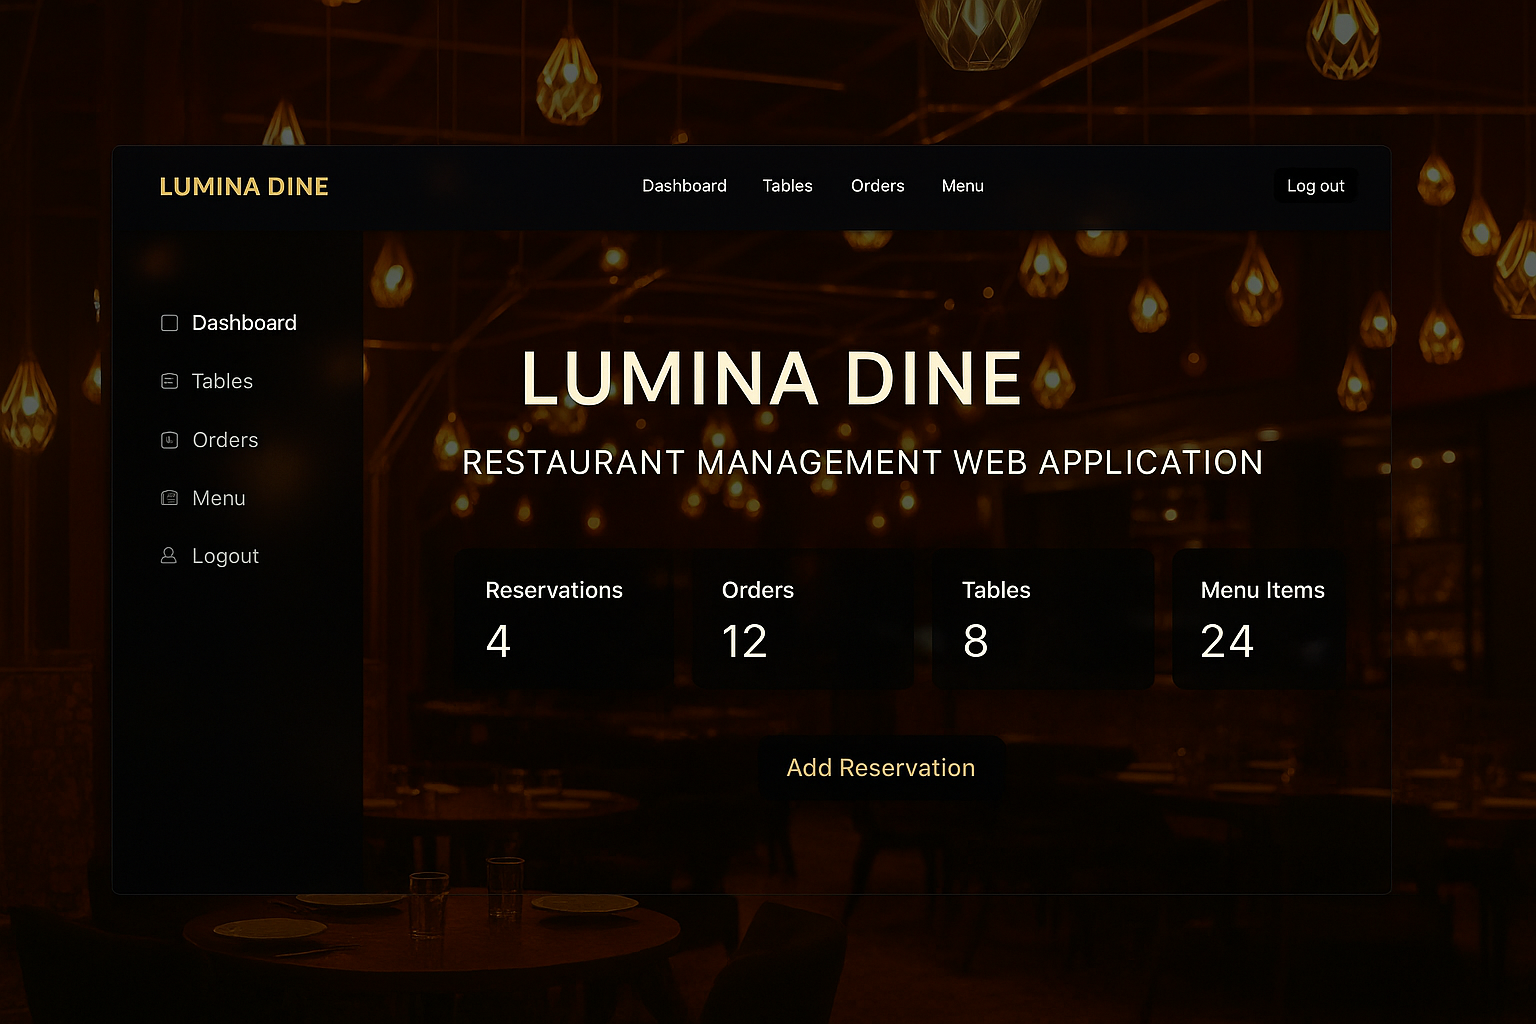 LUMINA DINE
Dashboard
Tables
Orders
Menu
Log out
Dashboard
Tables
Orders
Menu
Logout
LUMINA DINE
RESTAURANT MANAGEMENT WEB APPLICATION
Reservations
4
Orders
12
Tables
8
Menu Items
24
Add Reservation